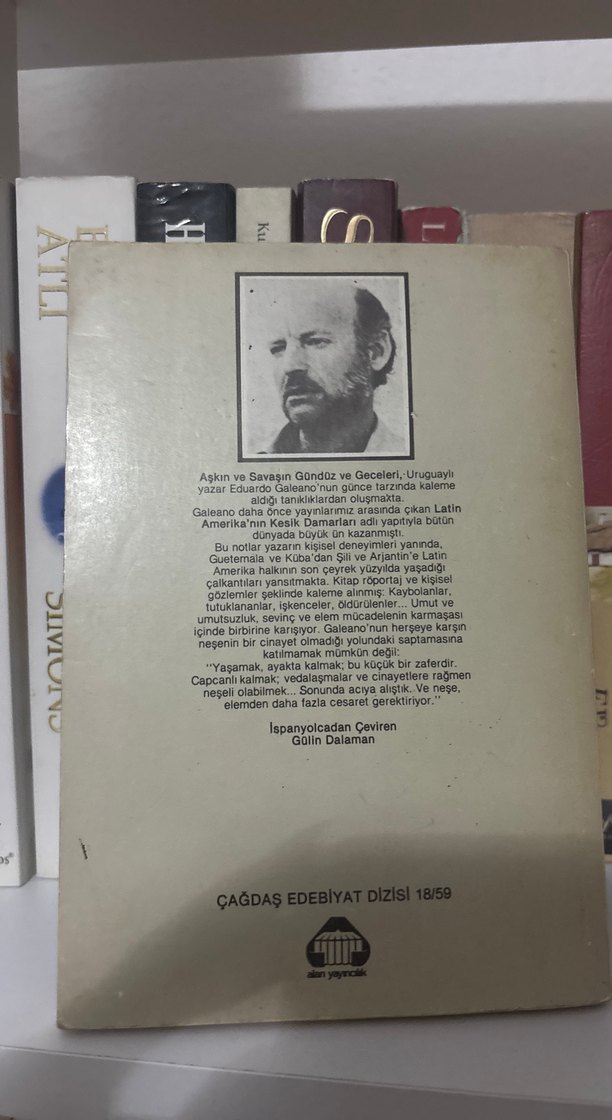 ATLI
SIMONS
Ku
Aşkın ve Savaşın Gündüz ve Geceleri, Uruguaylı
yazar Eduardo Galeano'nun günce tarzında kaleme
aldığı tanıklıklardan oluşmakta.
Galeano daha önce yayınlarımız arasında çıkan Latin
Amerika'nın Kesik Damarları adlı yapıtıyla bütün
dünyada büyük ün kazanmıştı.
Bu notlar yazarın kişisel deneyimleri yanında,
Guetemala ve Küba'dan Şili ve Arjantin'e Latin
Amerika halkının son çeyrek yüzyılda yaşadığı
çalkantıları yansıtmakta. Kitap röportaj ve kişisel
gözlemler şeklinde kaleme alınmış: Kaybolanlar,
tutuklananlar, işkenceler, öldürülenler... Umut ve
umutsuzluk, sevinç ve elem mücadelenin karmaşası
içinde birbirine karışıyor. Galeano'nun herşeye karşın
neşenin bir cinayet olmadığı yolundaki saptamasına
katılmamak mümkün değil:
"Yaşamak, ayakta kalmak; bu küçük bir zaferdir.
Capcanlı kalmak; vedalaşmalar ve cinayetlere rağmen
neşeli olabilmek... Sonunda acıya alıştık. Ve neşe,
elemden daha fazla cesaret gerektiriyor."
İspanyolcadan Çeviren
Gülin Dalaman
ÇAĞDAŞ EDEBİYAT DİZİSİ 18/59
alan yayıncılık